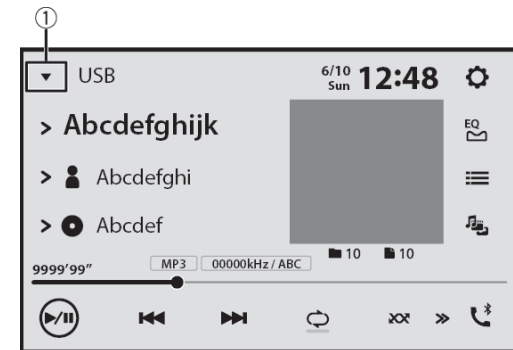 ①
USB 6/10 Sun 12:48
Abcdefghijk
EQ
Abcdefghi
Abcdef
10 10
9999'99" MP3 00000kHz / ABC